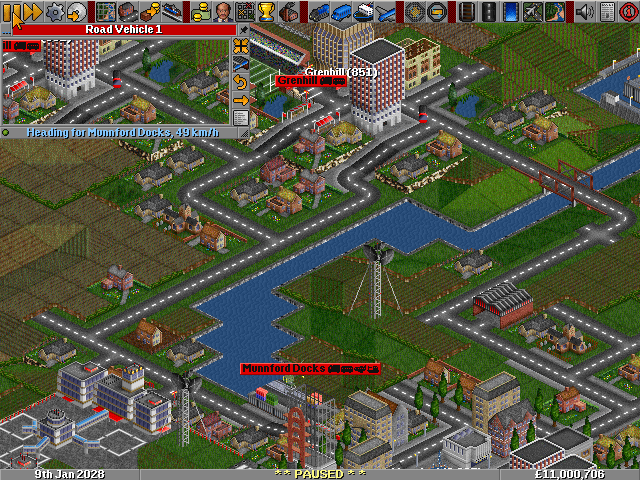 Road Vehicle 1
Grenhill (851)
Grenhill
Heading for Munnford Docks, 49 km/h
Munnford Docks
9th Jan 2028
* * PAUSED * *
£11,000,706